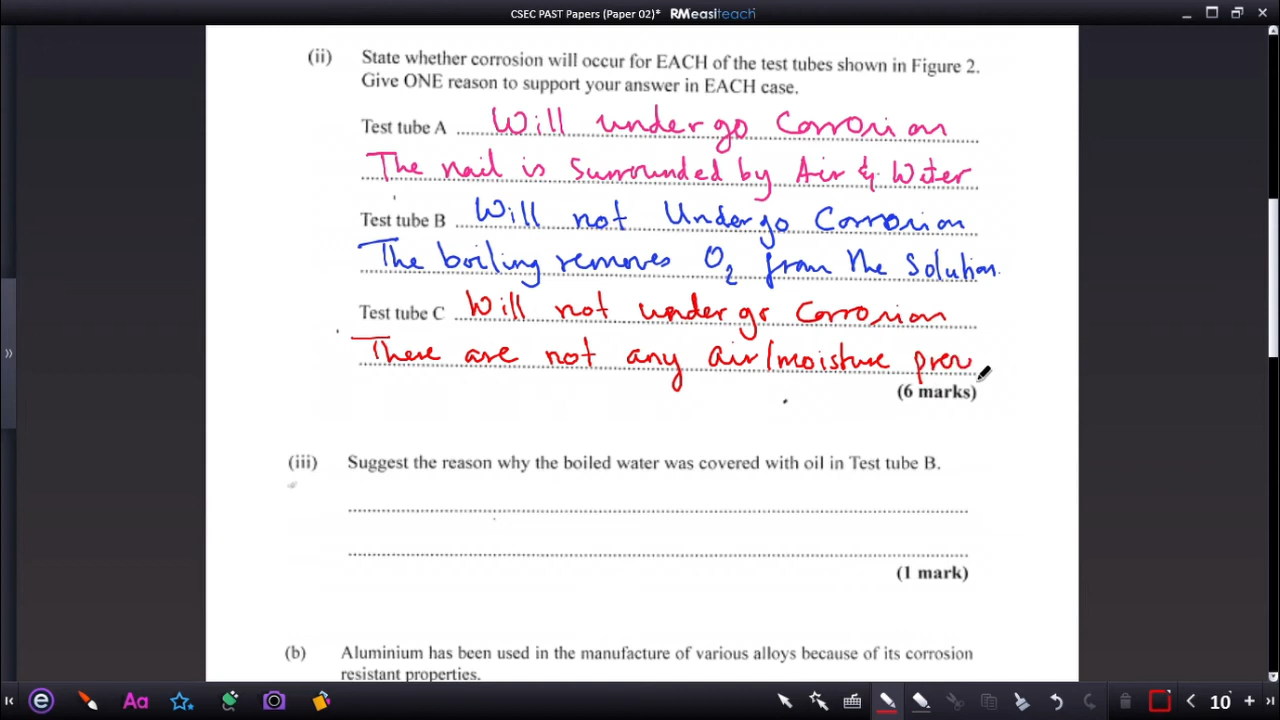 CSEC PAST Papers (Paper 02)* RMeasiteach
(ii) State whether corrosion will occur for EACH of the test tubes shown in Figure 2.
Give ONE reason to support your answer in EACH case.
Test tube A Will undergo Corrosion
The nail is Surrounded by Air & Water
Test tube B Will not Undergo Corrosion
The boiling removes O2 from the Solution.
Test tube C Will not undergo Corrosion
There are not any air/moisture prev
(6 marks)
(iii) Suggest the reason why the boiled water was covered with oil in Test tube B.
(1 mark)
(b) Aluminium has been used in the manufacture of various alloys because of its corrosion
resistant properties.
e Aa 10